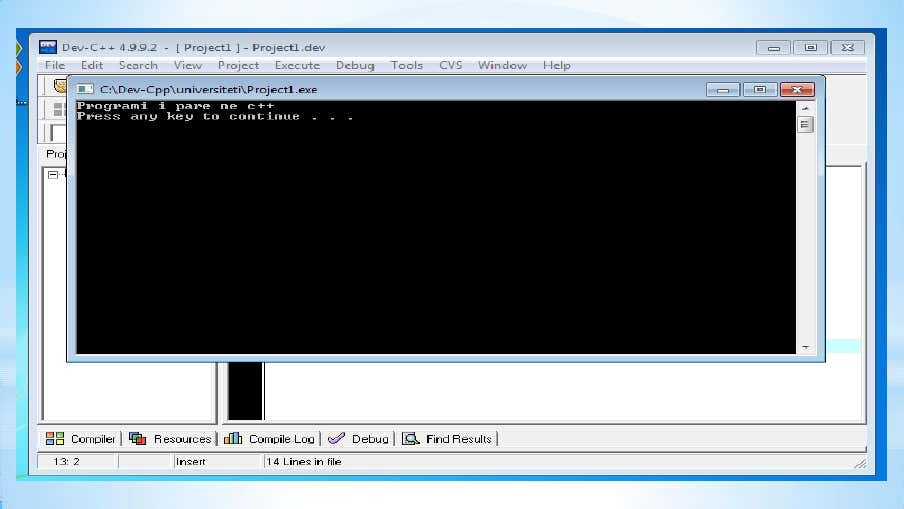 Dev-C++ 4.9.9.2 - [ Project1 ] - Project1.dev
File Edit Search View Project Execute Debug Tools CVS Window Help
C:\Dev-Cpp\universiteti\Project1.exe
Programi i pare ne c++
Press any key to continue . . .
Proj
Compiler Resources Compile Log Debug Find Results
13: 2 Insert 14 Lines in file